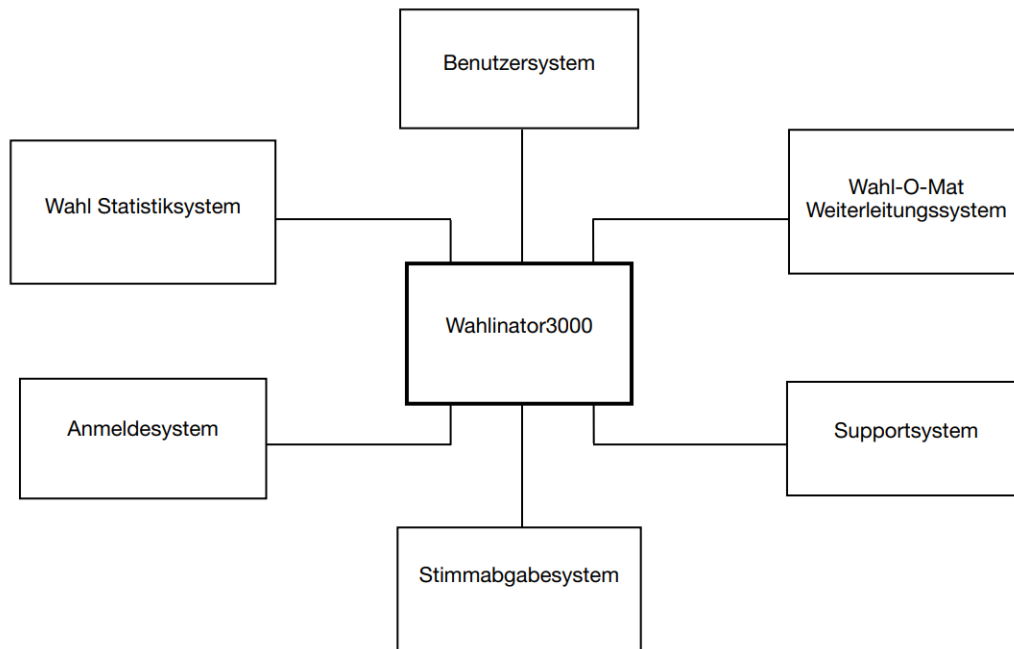 Benutzersystem
Wahl Statistiksystem
Wahl-O-Mat
Weiterleitungssystem
Wahlinator3000
Anmeldesystem
Supportsystem
Stimmabgabesystem